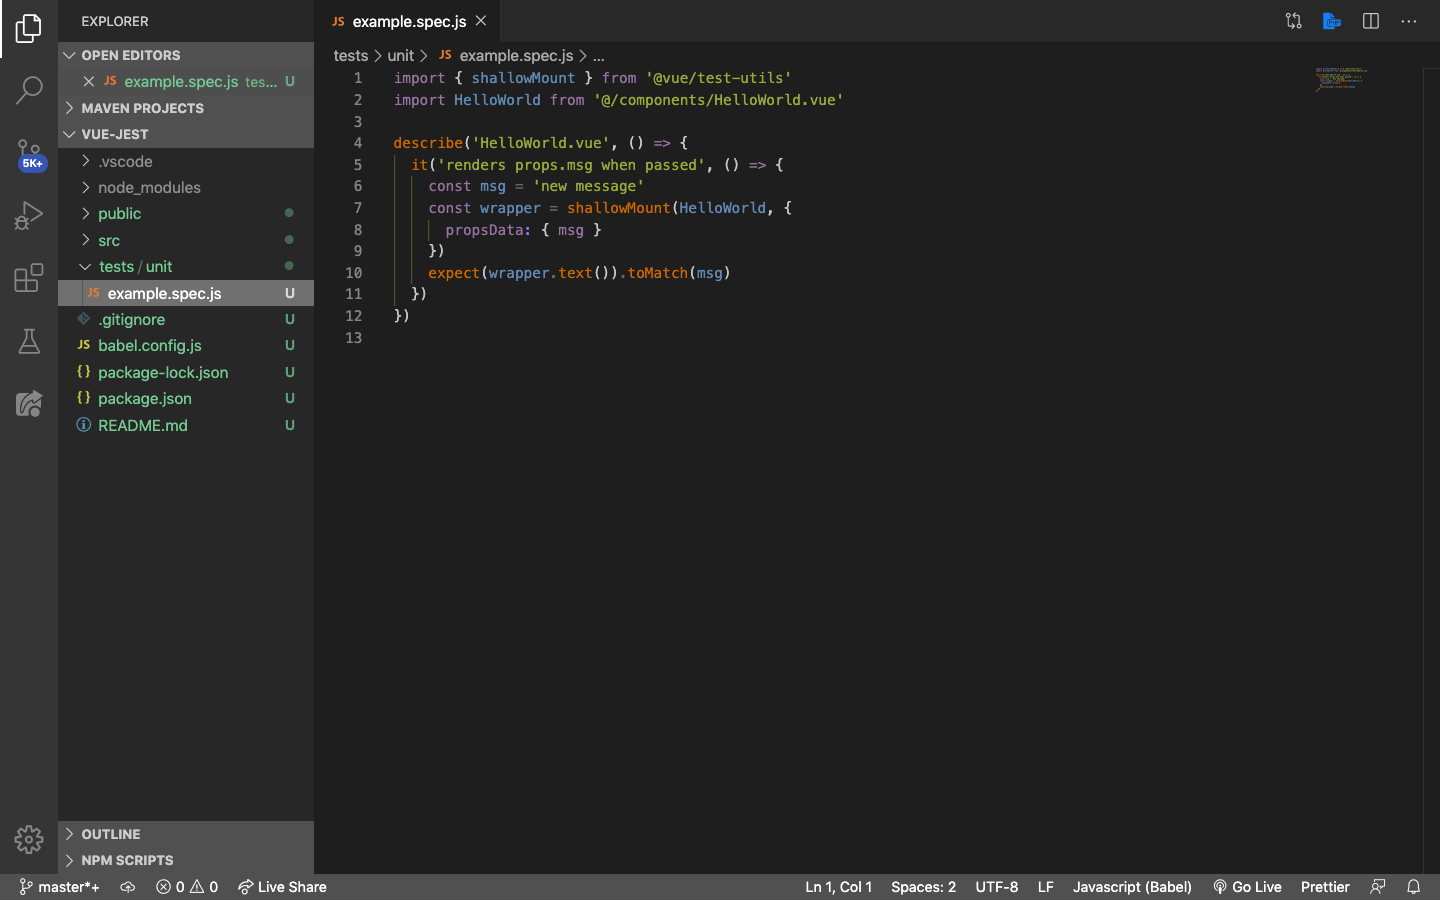 EXPLORER
OPEN EDITORS
JS example.spec.js tes... U
MAVEN PROJECTS
VUE-JEST
.vscode
node_modules
public
src
tests / unit
JS example.spec.js U
.gitignore U
JS babel.config.js U
{} package-lock.json U
{} package.json U
README.md U
OUTLINE
NPM SCRIPTS
5K+
JS example.spec.js
tests > unit > JS example.spec.js > ...
1 import { shallowMount } from '@vue/test-utils'
2 import HelloWorld from '@/components/HelloWorld.vue'
3
4 describe('HelloWorld.vue', () => {
5 it('renders props.msg when passed', () => {
6 const msg = 'new message'
7 const wrapper = shallowMount(HelloWorld, {
8 propsData: { msg }
9 })
10 expect(wrapper.text()).toMatch(msg)
11 })
12 })
13
master*+ 0 0 Live Share Ln 1, Col 1 Spaces: 2 UTF-8 LF Javascript (Babel) Go Live Prettier